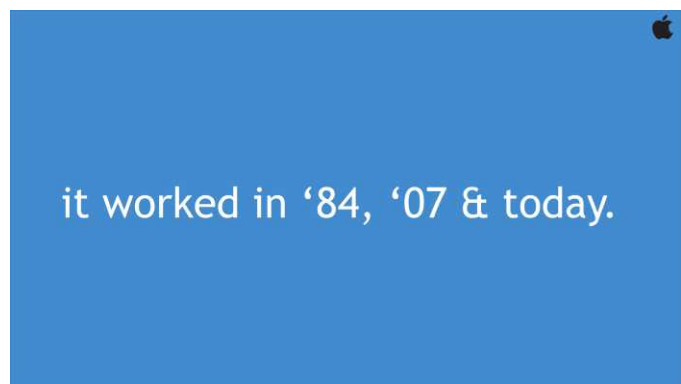 it worked in ‘84, ‘07 & today.